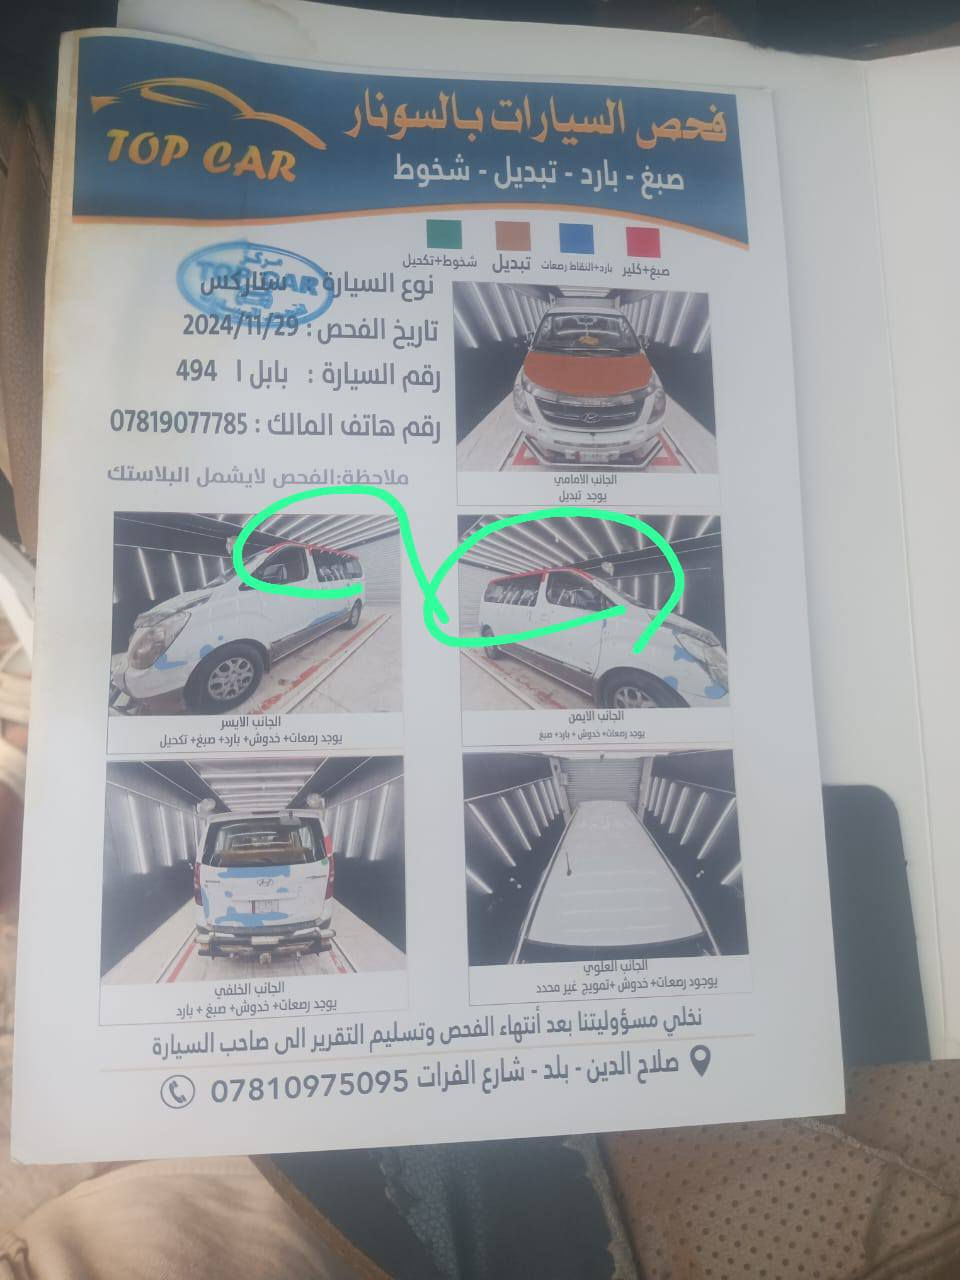 فحص السيارات بالسونار
TOP CAR
صبغ - بارد - تبديل - شخوط
صبغ+كلير
بارد+النقاط رصعات
تبديل
شخوط+تكحيل
مركز
TOP CAR
نوع السيارة : ستاركس
تاريخ الفحص : 2024/11/29
رقم السيارة : بابل ا 494
رقم هاتف المالك : 07819077785
ملاحظة:الفحص لايشمل البلاستك
الجانب الامامي
يوجد تبديل
الجانب الايمن
يوجد رصعات+ خدوش + بارد+ صبغ
الجانب الايسر
يوجد رصعات+ خدوش+ بارد+ صبغ+ تكحيل
الجانب العلوي
يوجود رصعات+ خدوش +تمويج غير محدد
الجانب الخلفي
يوجد رصعات+ خدوش+ صبغ + بارد
نخلي مسؤوليتنا بعد أنتهاء الفحص وتسليم التقرير الى صاحب السيارة
صلاح الدين - بلد - شارع الفرات 07810975095